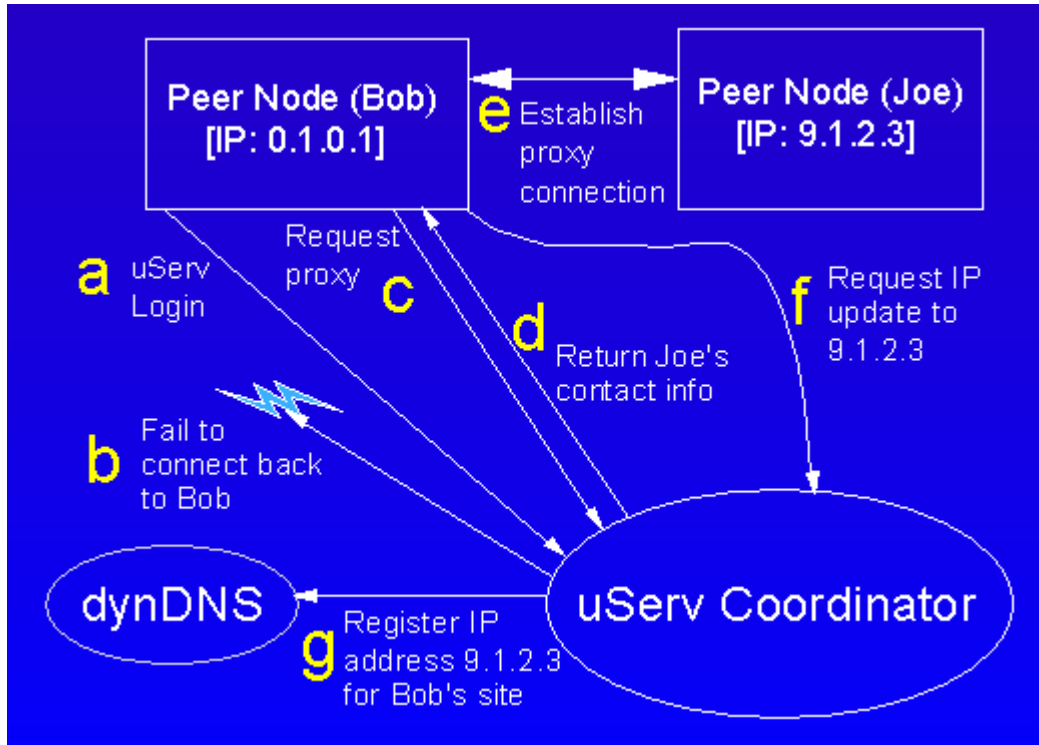 Peer Node (Bob)
[IP: 0.1.0.1]
Peer Node (Joe)
[IP: 9.1.2.3]
e
Establish
proxy
connection
a
uServ
Login
Request
proxy
c
d
Return Joe's
contact info
f
Request IP
update to
9.1.2.3
b
Fail to
connect back
to Bob
dynDNS
g
Register IP
address 9.1.2.3
for Bob's site
uServ Coordinator